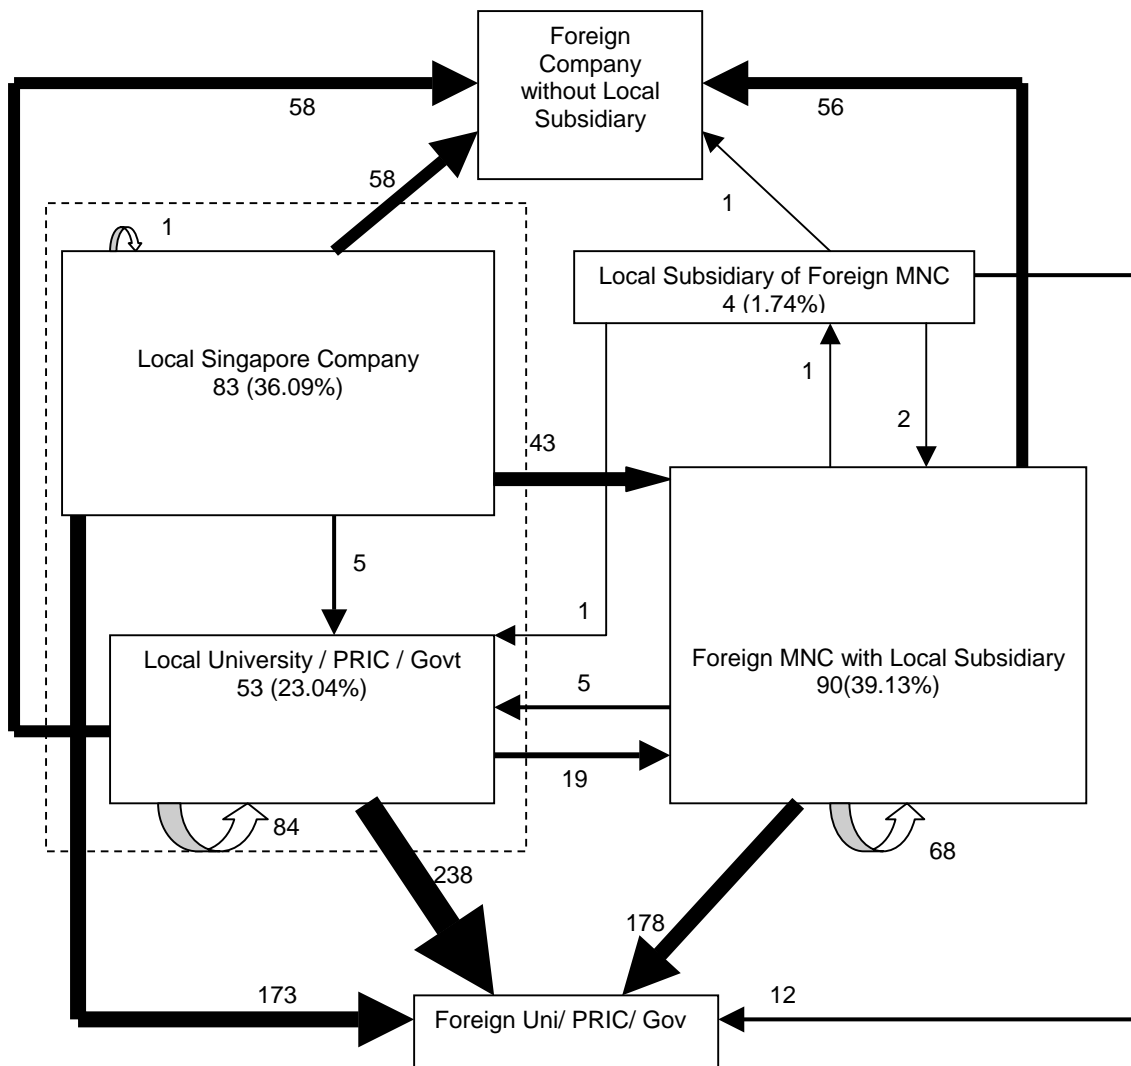 Foreign
Company
without Local
Subsidiary
58
56
58
1
1
Local Subsidiary of Foreign MNC
4 (1.74%)
Local Singapore Company
83 (36.09%)
1
2
43
5
1
Local University / PRIC / Govt
53 (23.04%)
5
Foreign MNC with Local Subsidiary
90(39.13%)
19
84
68
238
178
173
12
Foreign Uni/ PRIC/ Gov